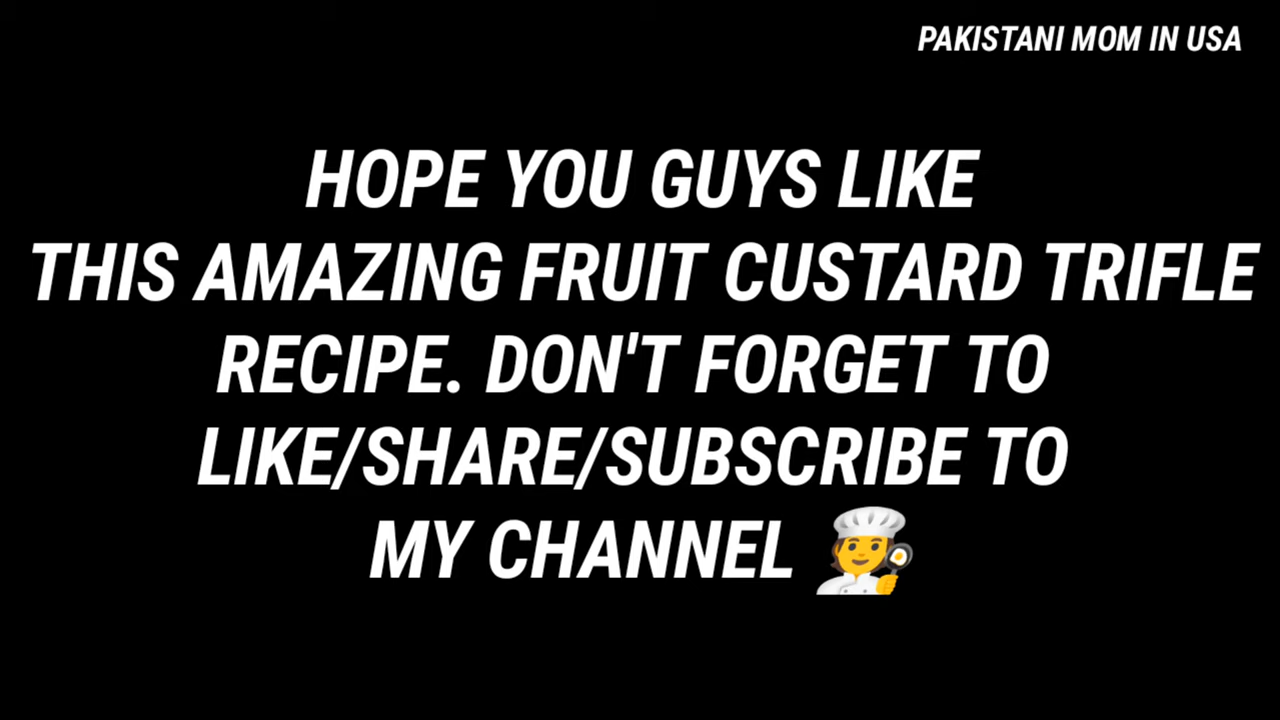 PAKISTANI MOM IN USA
HOPE YOU GUYS LIKE
THIS AMAZING FRUIT CUSTARD TRIFLE
RECIPE. DON'T FORGET TO
LIKE/SHARE/SUBSCRIBE TO
MY CHANNEL 🧑‍🍳